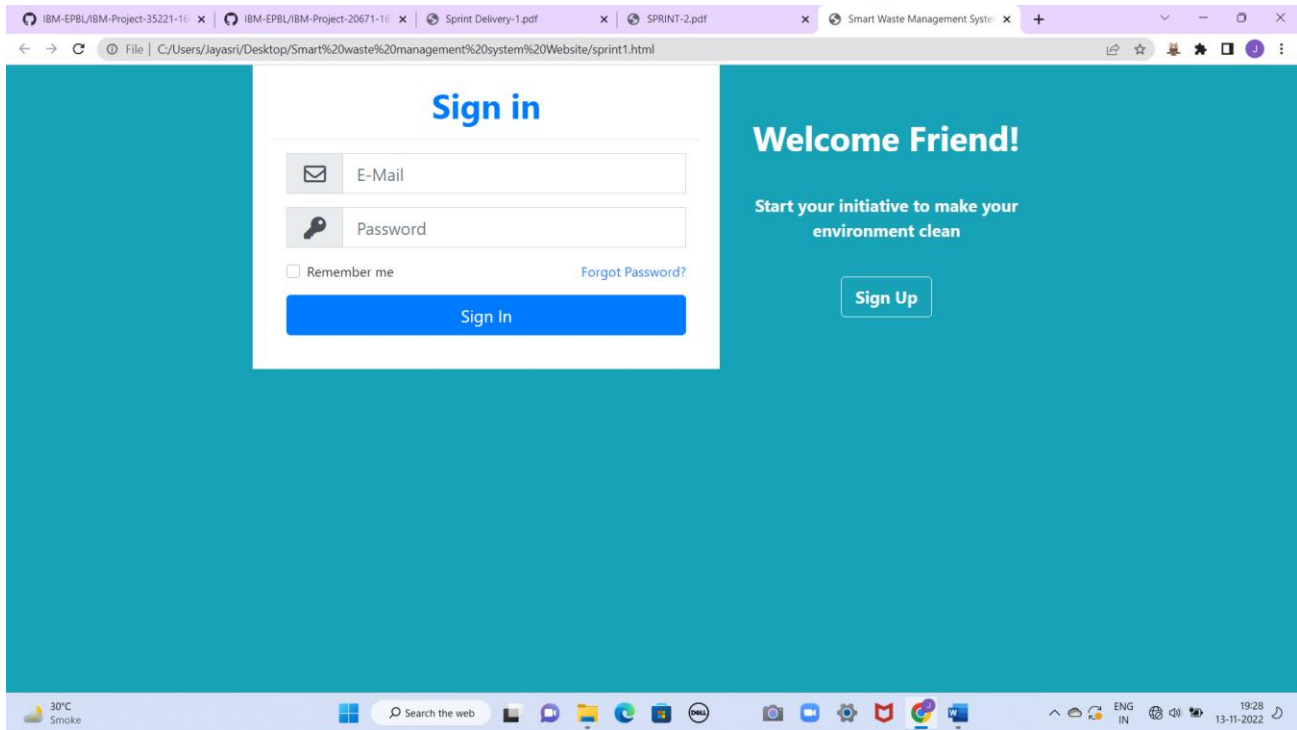 IBM-EPBL/IBM-Project-35221-16
IBM-EPBL/IBM-Project-20671-16
Sprint Delivery-1.pdf
SPRINT-2.pdf
Smart Waste Management Syste
File | C:/Users/Jayasri/Desktop/Smart%20waste%20management%20system%20Website/sprint1.html
J
Sign in
E-Mail
Password
Remember me
Forgot Password?
Sign In
Welcome Friend!
Start your initiative to make your
environment clean
Sign Up
30°C
Smoke
Search the web
DELL
J
ENG
IN
19:28
13-11-2022